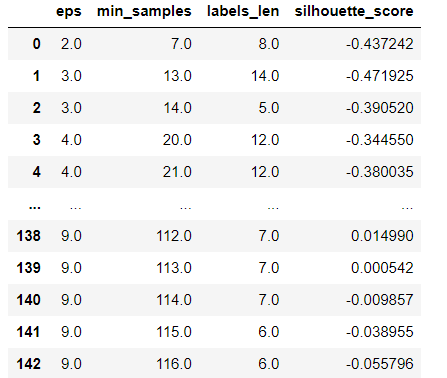 eps min_samples labels_len silhouette_score
0 2.0 7.0 8.0 -0.437242
1 3.0 13.0 14.0 -0.471925
2 3.0 14.0 5.0 -0.390520
3 4.0 20.0 12.0 -0.344550
4 4.0 21.0 12.0 -0.380035
... ... ... ... ...
138 9.0 112.0 7.0 0.014990
139 9.0 113.0 7.0 0.000542
140 9.0 114.0 7.0 -0.009857
141 9.0 115.0 6.0 -0.038955
142 9.0 116.0 6.0 -0.055796